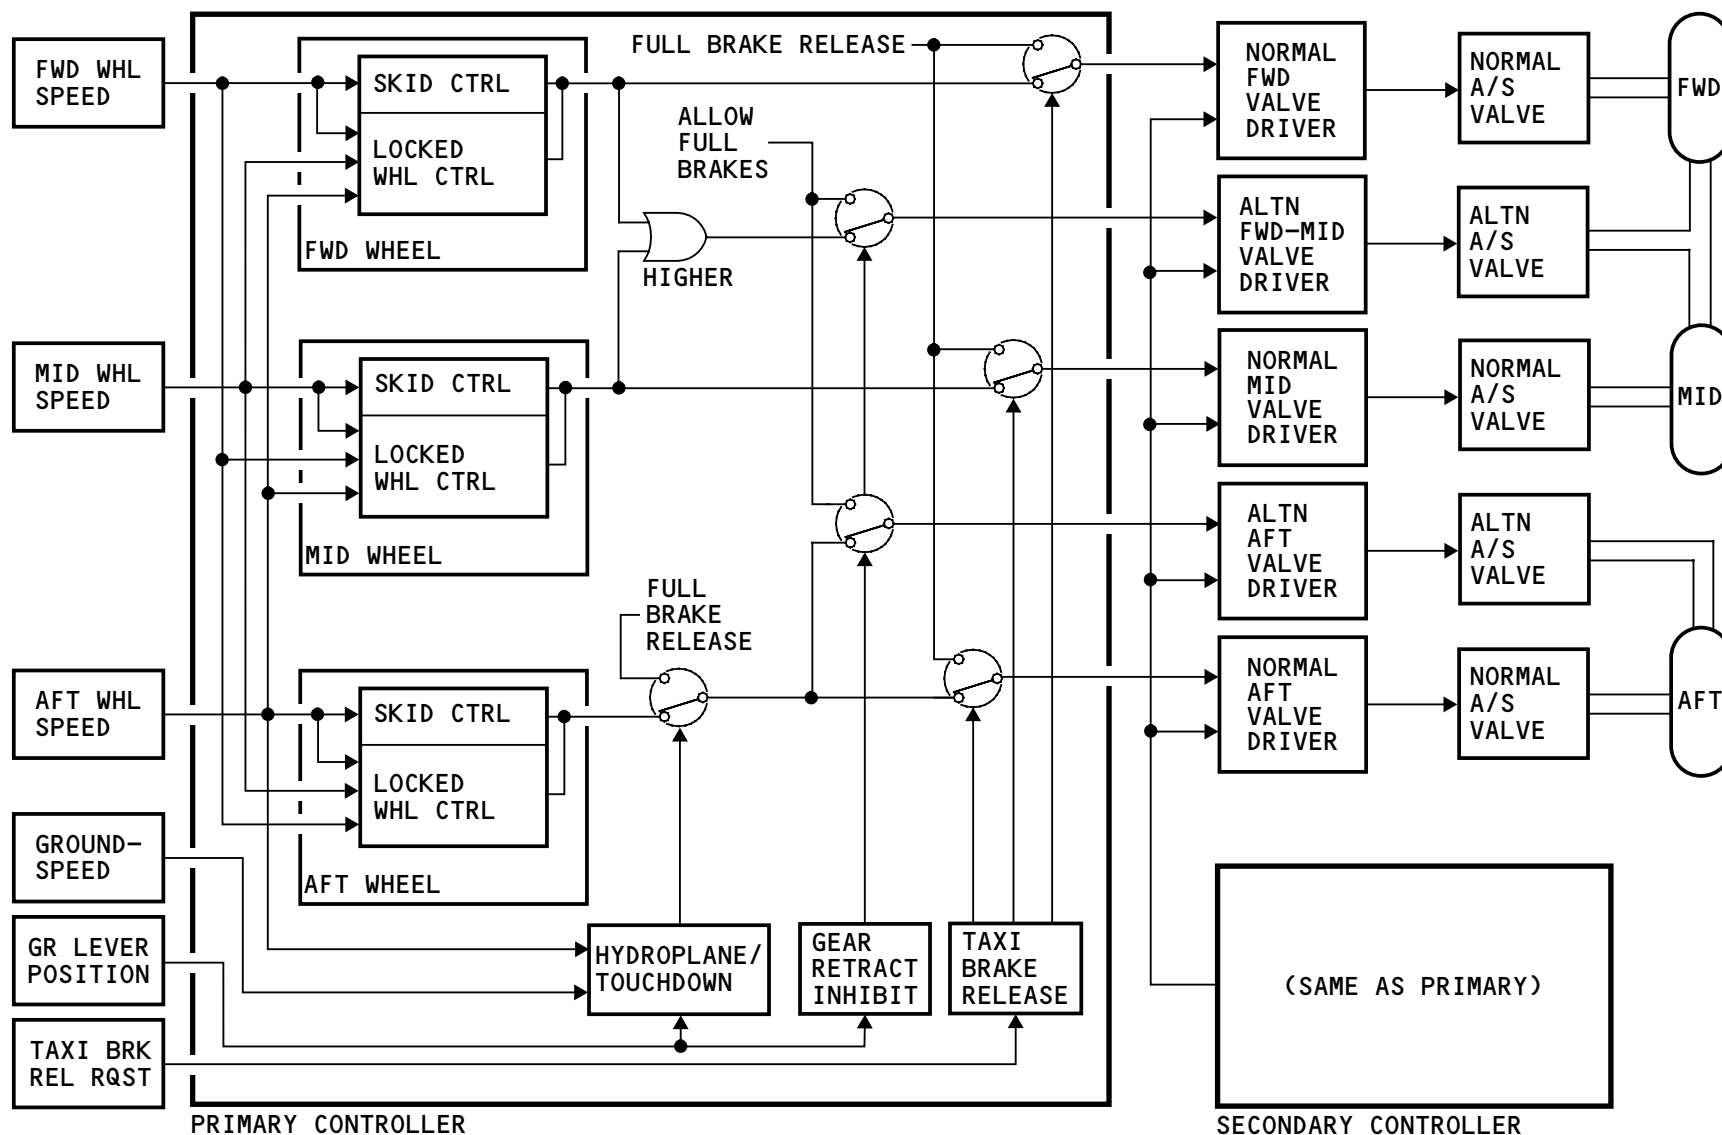 FWD WHL
SPEED
MID WHL
SPEED
AFT WHL
SPEED
GROUND-
SPEED
GR LEVER
POSITION
TAXI BRK
REL RQST
SKID CTRL
LOCKED
WHL CTRL
FWD WHEEL
SKID CTRL
LOCKED
WHL CTRL
MID WHEEL
SKID CTRL
LOCKED
WHL CTRL
AFT WHEEL
FULL BRAKE RELEASE
ALLOW
FULL
BRAKES
HIGHER
FULL
BRAKE
RELEASE
HYDROPLANE/
TOUCHDOWN
GEAR
RETRACT
INHIBIT
TAXI
BRAKE
RELEASE
PRIMARY CONTROLLER
NORMAL
FWD
VALVE
DRIVER
ALTN
FWD-MID
VALVE
DRIVER
NORMAL
MID
VALVE
DRIVER
ALTN
AFT
VALVE
DRIVER
NORMAL
AFT
VALVE
DRIVER
NORMAL
A/S
VALVE
ALTN
A/S
VALVE
NORMAL
A/S
VALVE
ALTN
A/S
VALVE
NORMAL
A/S
VALVE
FWD
MID
AFT
(SAME AS PRIMARY)
SECONDARY CONTROLLER